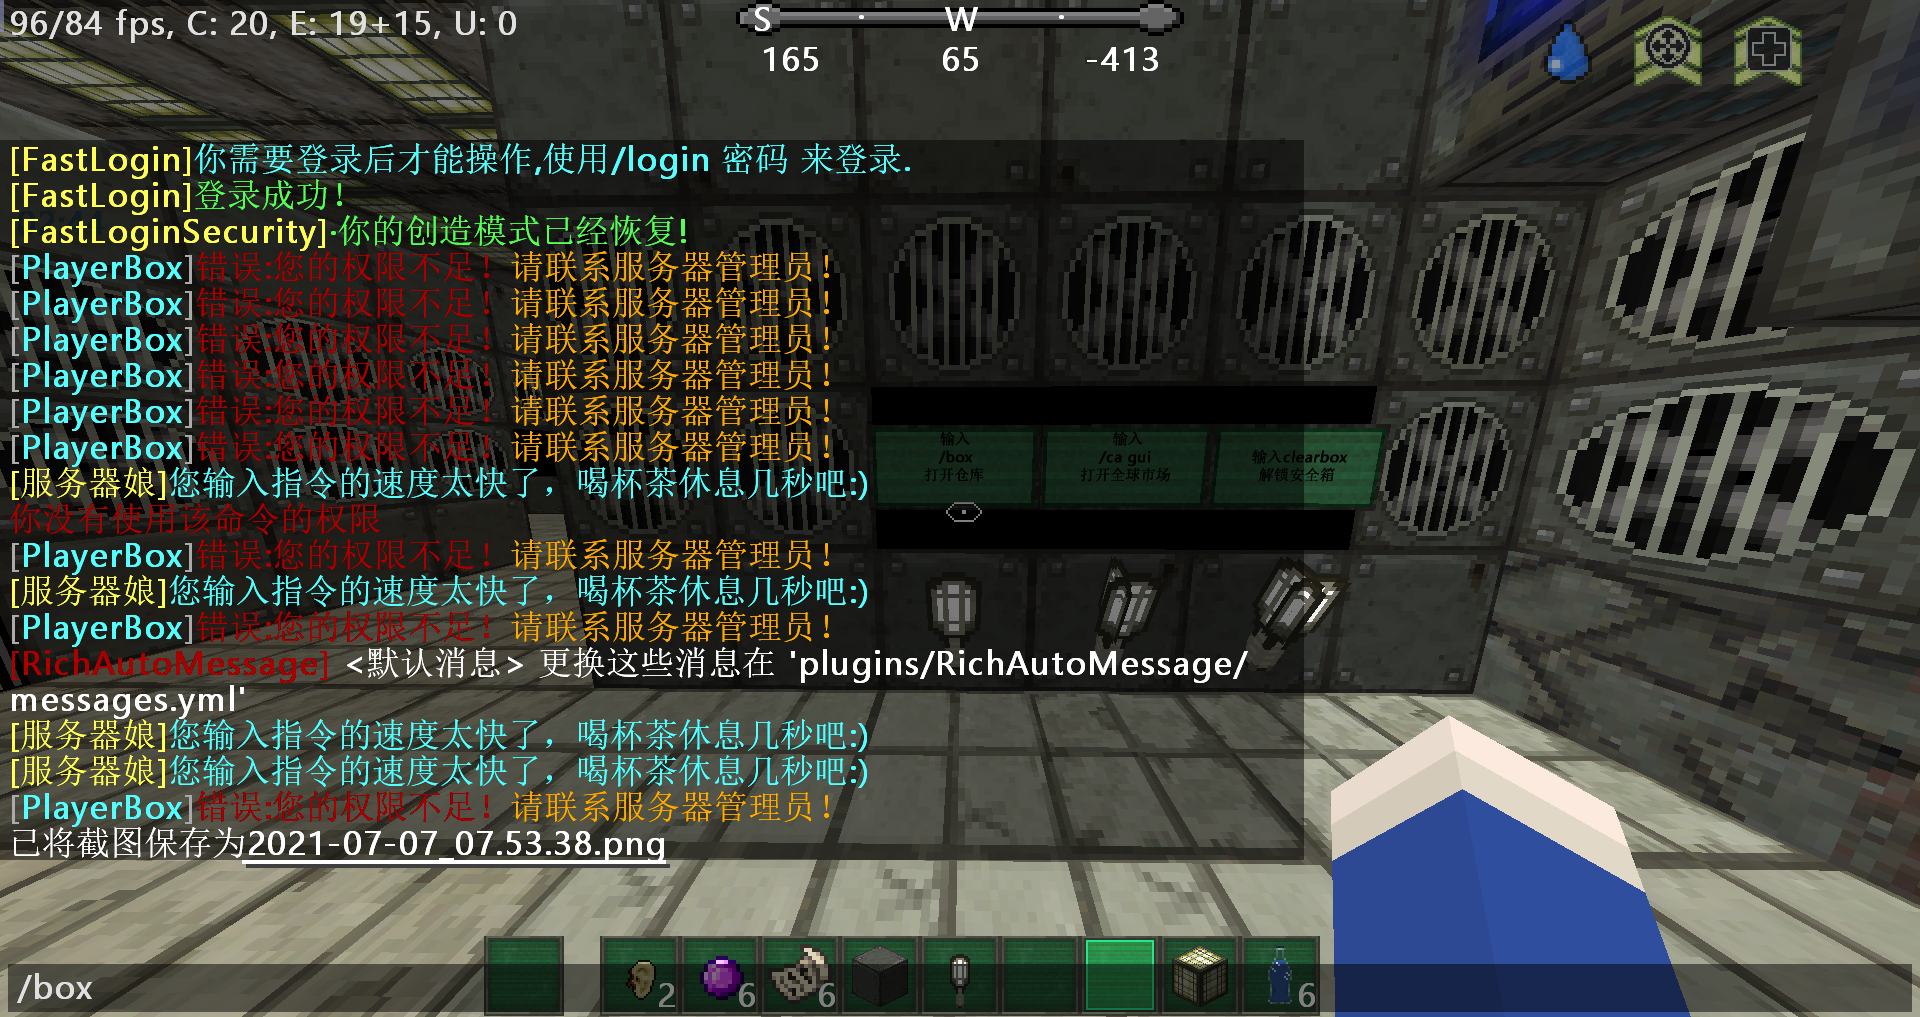 96/84 fps, C: 20, E: 19+15, U: 0
S W
165 65 -413
[FastLogin]你需要登录后才能操作,使用/login 密码 来登录.
[FastLogin]登录成功!
[FastLoginSecurity]·你的创造模式已经恢复!
[PlayerBox]错误:您的权限不足! 请联系服务器管理员!
[PlayerBox]错误:您的权限不足! 请联系服务器管理员!
[PlayerBox]错误:您的权限不足! 请联系服务器管理员!
[PlayerBox]错误:您的权限不足! 请联系服务器管理员!
[PlayerBox]错误:您的权限不足! 请联系服务器管理员!
[PlayerBox]错误:您的权限不足! 请联系服务器管理员!
[服务器娘]您输入指令的速度太快了，喝杯茶休息几秒吧:)
你没有使用该命令的权限
[PlayerBox]错误:您的权限不足! 请联系服务器管理员!
[服务器娘]您输入指令的速度太快了，喝杯茶休息几秒吧:)
[PlayerBox]错误:您的权限不足! 请联系服务器管理员!
[RichAutoMessage] <默认消息> 更换这些消息在 'plugins/RichAutoMessage/
messages.yml'
[服务器娘]您输入指令的速度太快了，喝杯茶休息几秒吧:)
[服务器娘]您输入指令的速度太快了，喝杯茶休息几秒吧:)
[PlayerBox]错误:您的权限不足! 请联系服务器管理员!
已将截图保存为2021-07-07_07.53.38.png
输入
/box
打开仓库
输入
/ca gui
打开全球市场
输入clearbox
解锁安全箱
2 6 6 6
/box